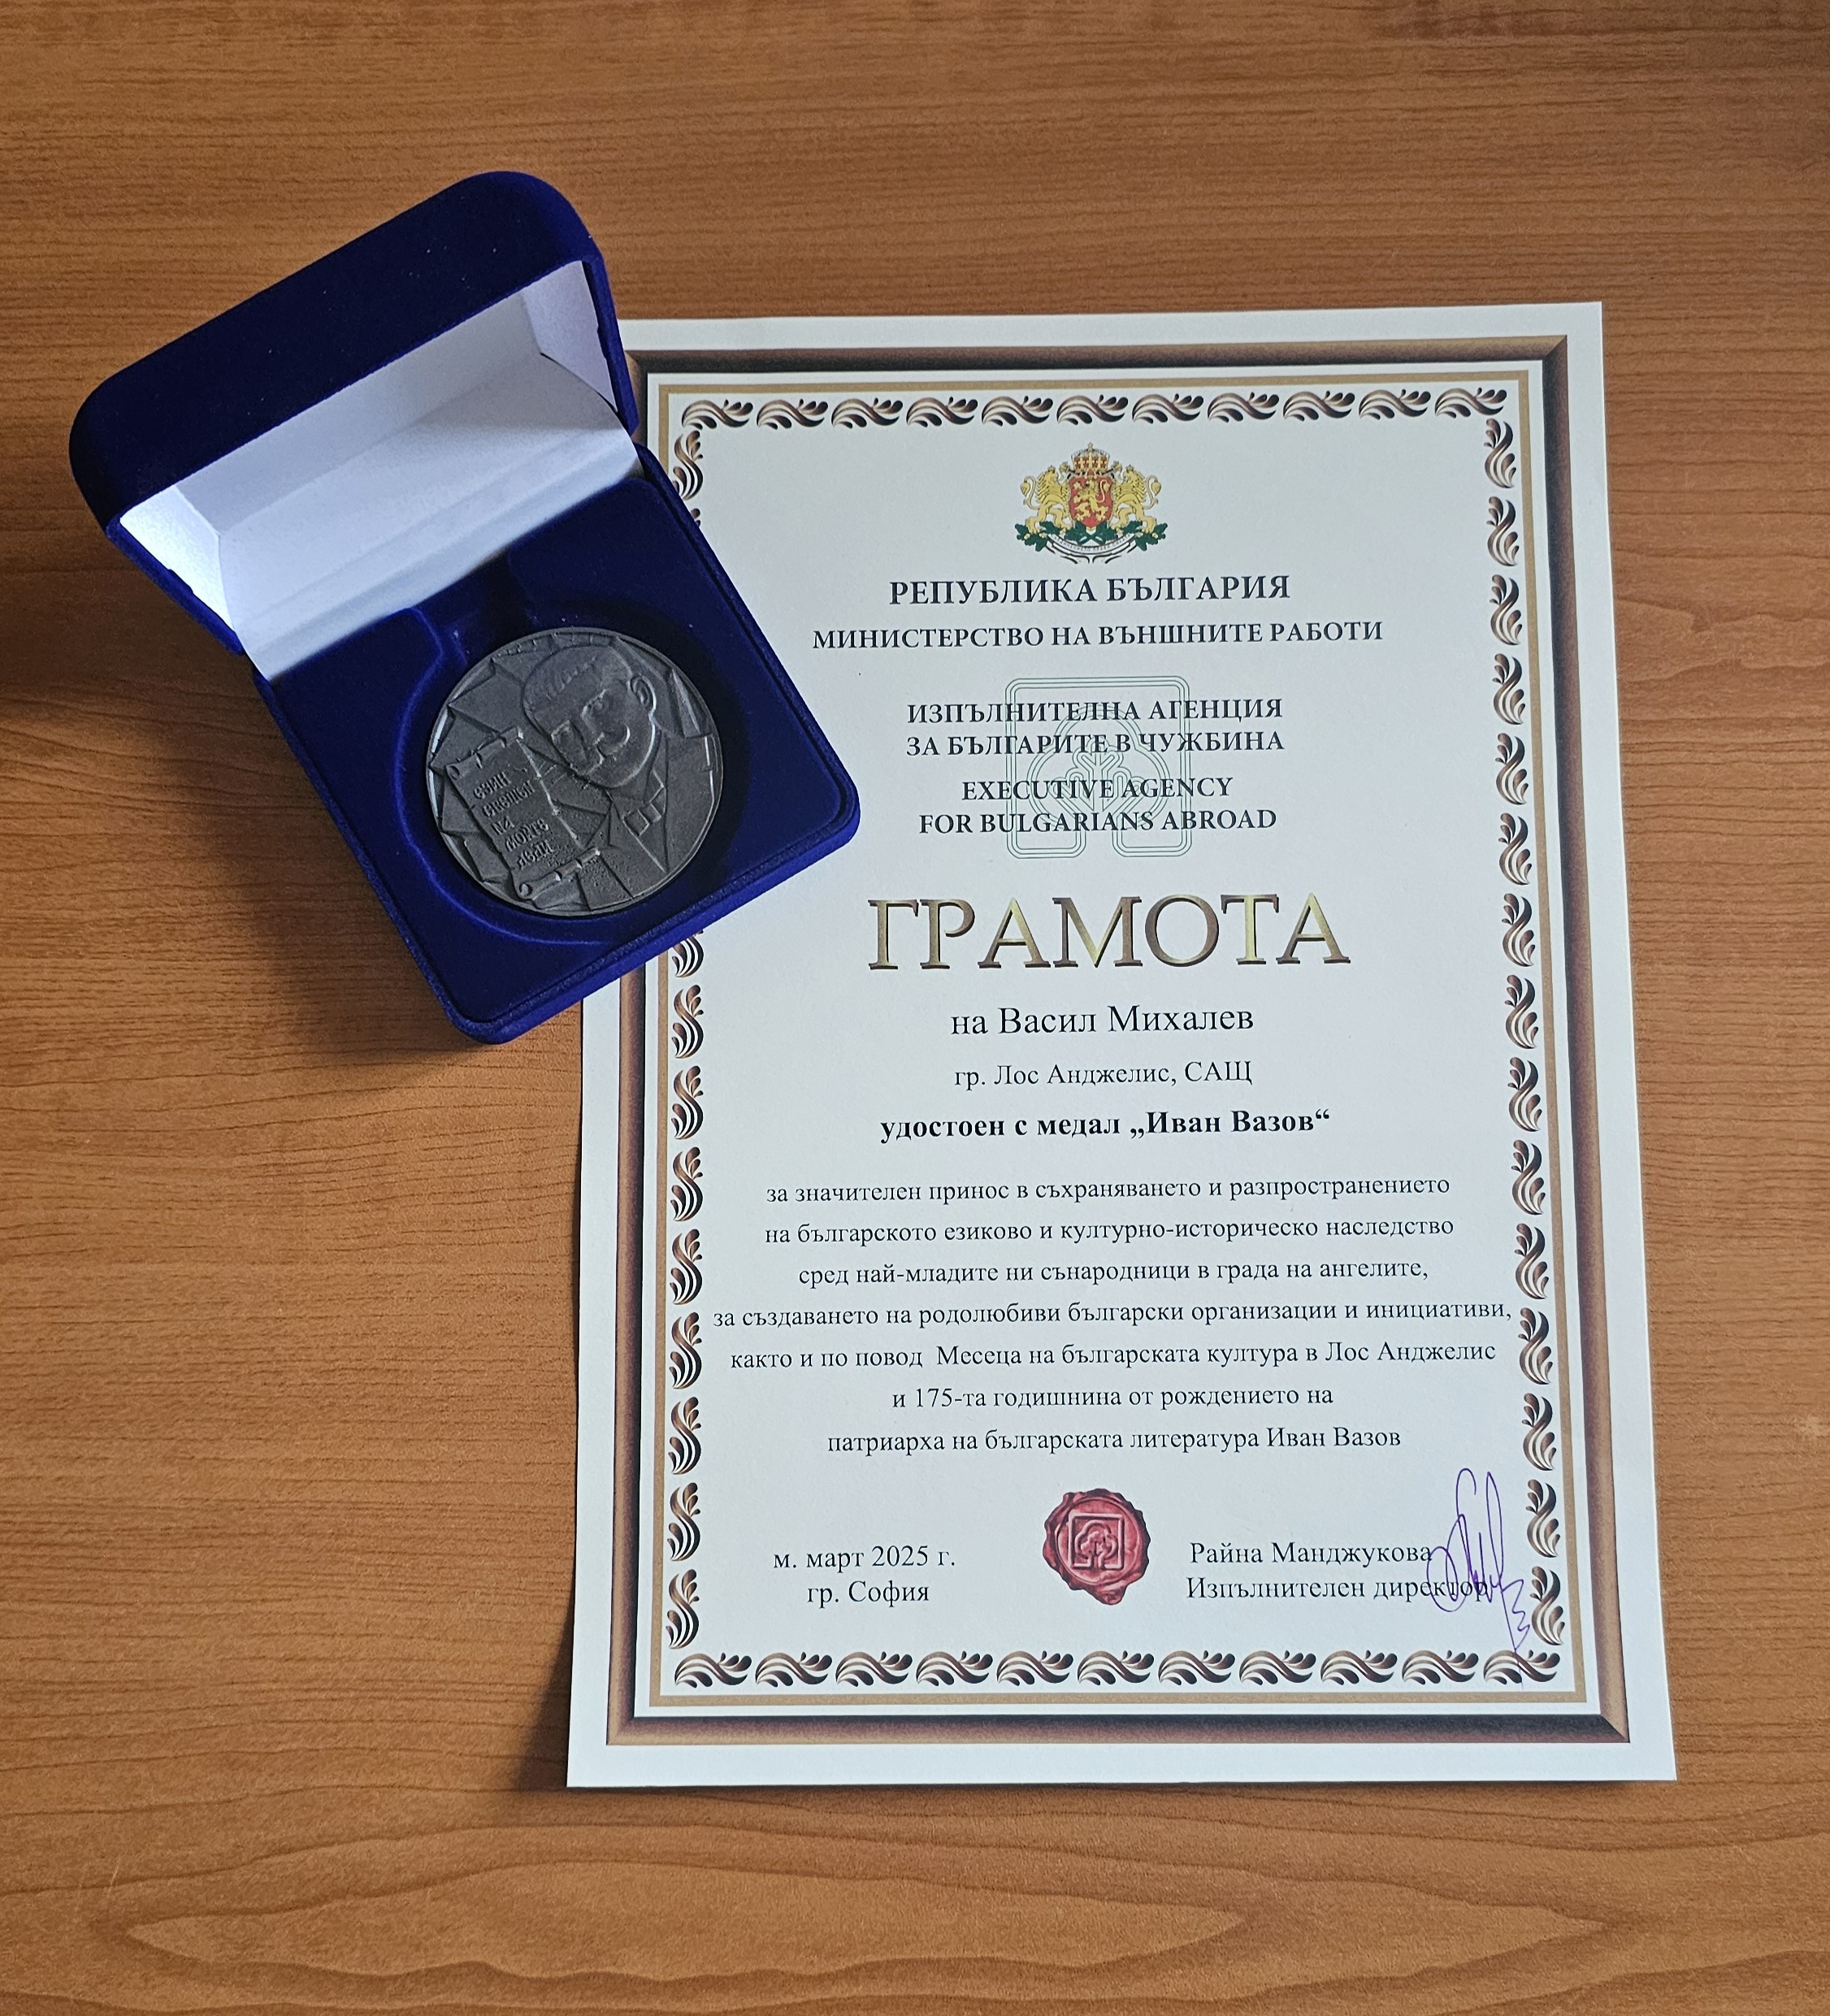 РЕПУБЛИКА БЪЛГАРИЯ
МИНИСТЕРСТВО НА ВЪНШНИТЕ РАБОТИ
ИЗПЪЛНИТЕЛНА АГЕНЦИЯ
ЗА БЪЛГАРИТЕ В ЧУЖБИНА
EXECUTIVE AGENCY
FOR BULGARIANS ABROAD
ГРАМОТА
на Васил Михалев
гр. Лос Анджелис, САЩ
удостоен с медал „Иван Вазов“
за значителен принос в съхраняването и разпространението
на българското езиково и културно-историческо наследство
сред най-младите ни сънародници в града на ангелите,
за създаването на родолюбиви български организации и инициативи,
както и по повод Месеца на българската култура в Лос Анджелис
и 175-та годишнина от рождението на
патриарха на българската литература Иван Вазов
м. март 2025 г.
гр. София
Райна Манджукова
Изпълнителен директор